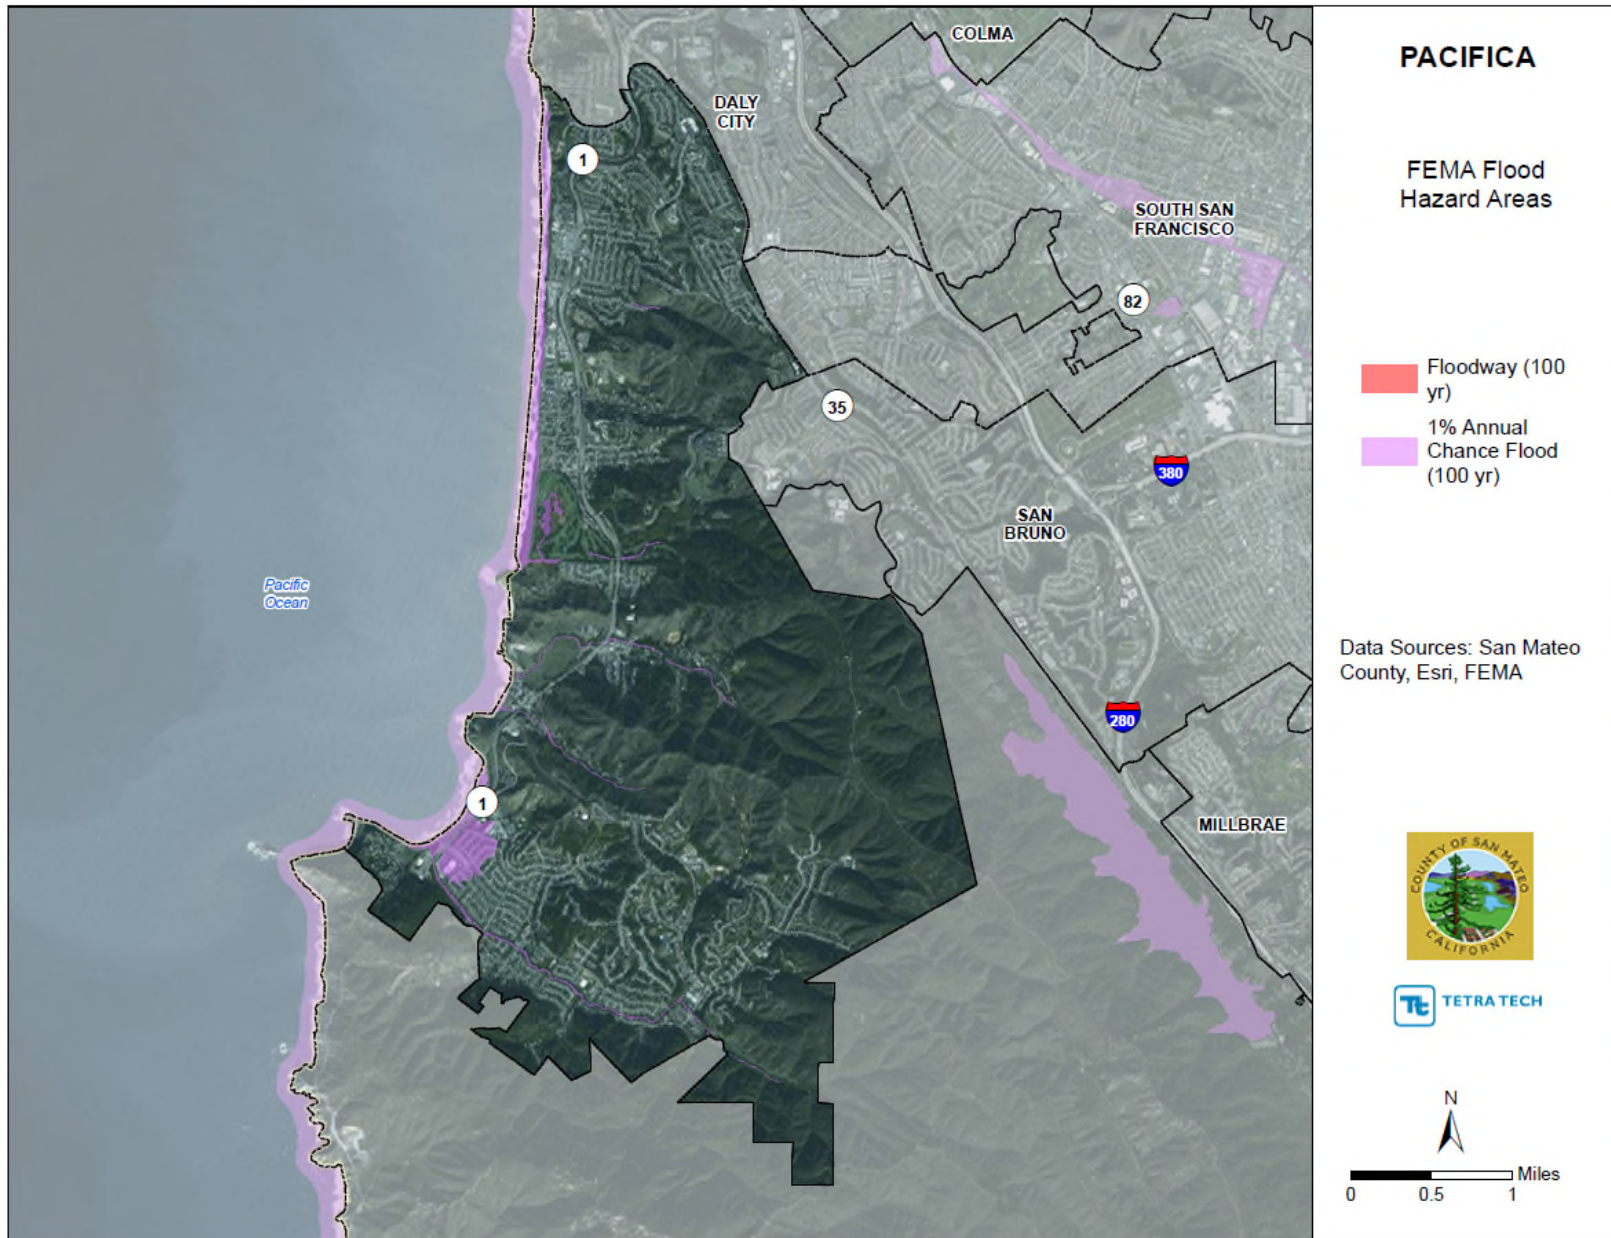 PACIFICA
FEMA Flood
Hazard Areas
Floodway (100
yr)
1% Annual
Chance Flood
(100 yr)
Data Sources: San Mateo
County, Esri, FEMA
COUNTY OF SAN MATEO
CALIFORNIA
Tt TETRA TECH
N
Miles
0 0.5 1
COLMA
DALY
CITY
1
SOUTH SAN
FRANCISCO
82
35
380
SAN
BRUNO
Pacific
Ocean
280
1
MILLBRAE